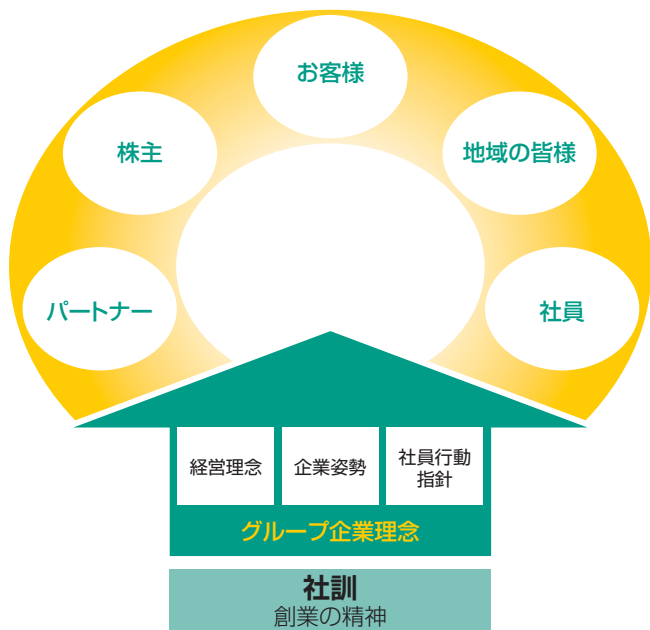 お客様
株主
地域の皆様
パートナー
社員
経営理念
企業姿勢
社員行動
指針
グループ企業理念
社訓
創業の精神